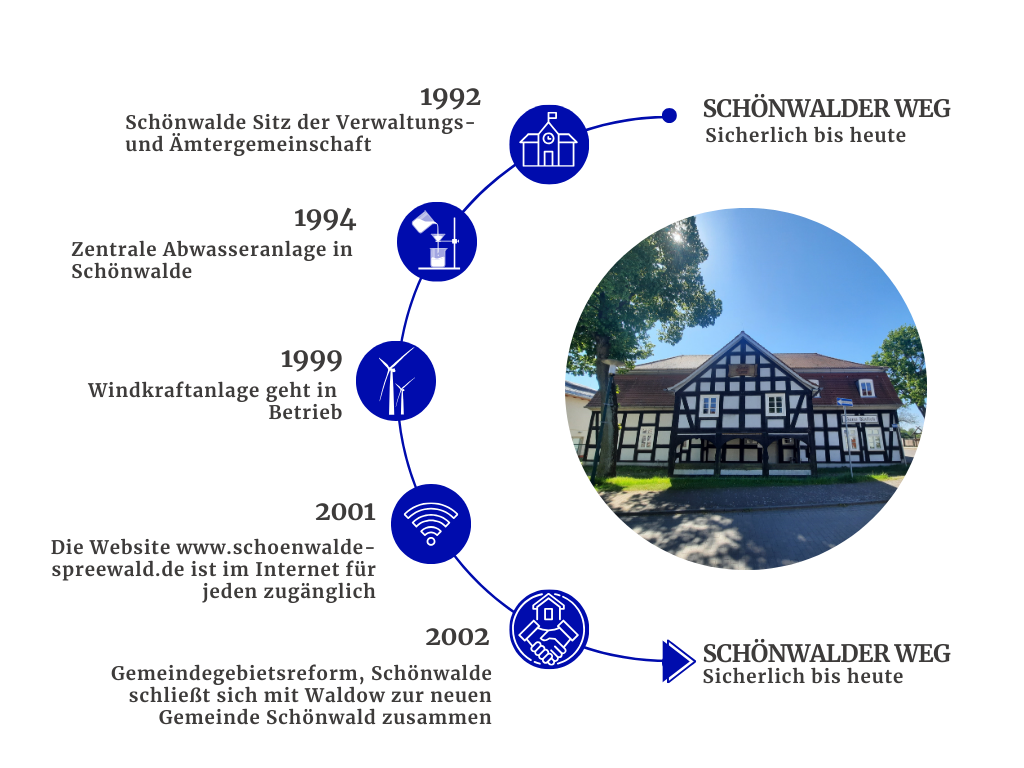 1992
Schönwalde Sitz der Verwaltungs-
und Ämtergemeinschaft
SCHÖNWALDER WEG
Sicherlich bis heute
1994
Zentrale Abwasseranlage in
Schönwalde
1999
Windkraftanlage geht in
Betrieb
2001
Die Website www.schoenwalde-
spreewald.de ist im Internet für
jeden zugänglich
2002
Gemeindegebietsreform, Schönwalde
schließt sich mit Waldow zur neuen
Gemeinde Schönwald zusammen
SCHÖNWALDER WEG
Sicherlich bis heute